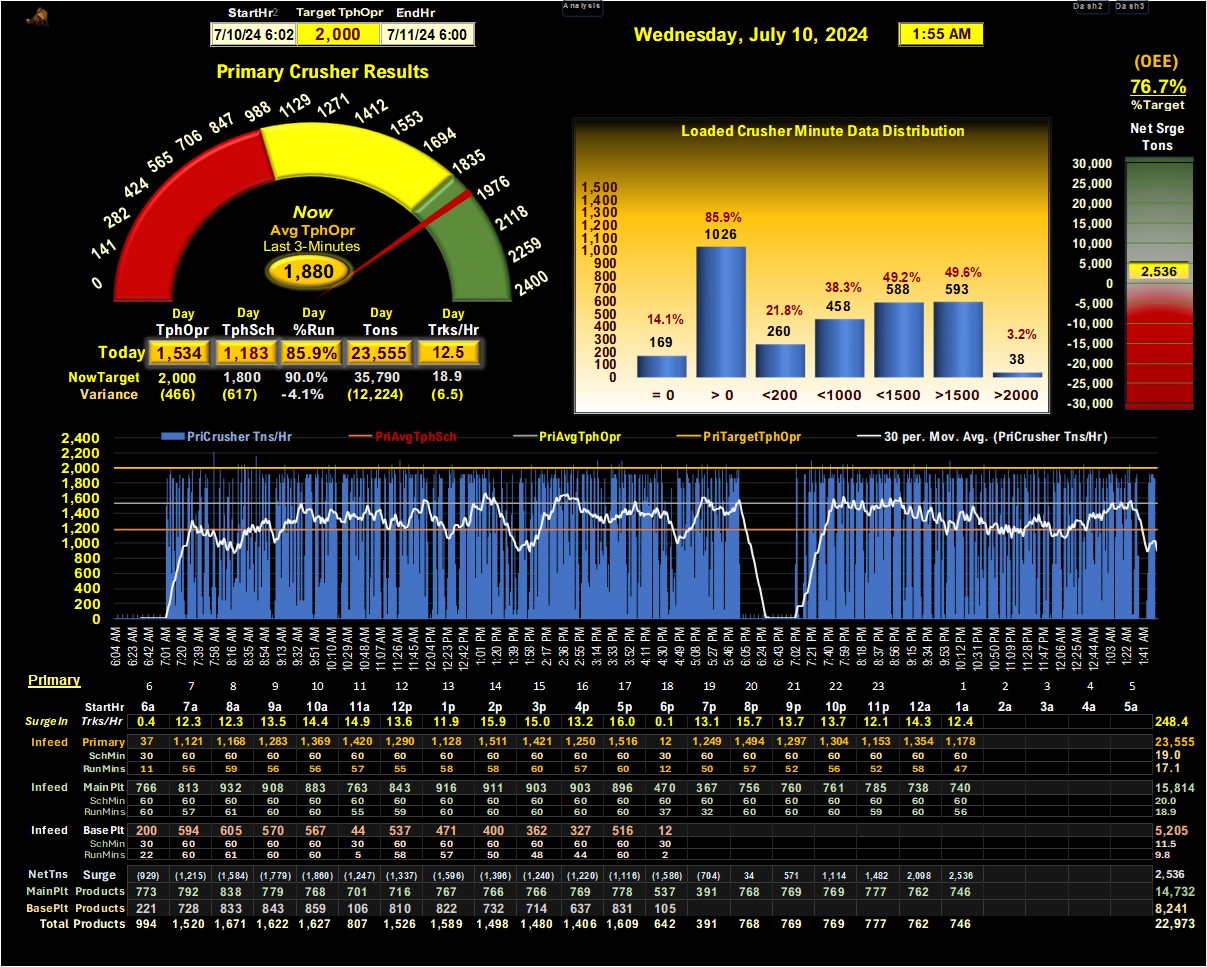 Analysis
Dash2 Dash3
StartHr2 Target TphOpr EndHr
7/10/24 6:02 2,000 7/11/24 6:00
Wednesday, July 10, 2024 1:55 AM
(OEE)
76.7%
%Target
Net Srge
Tons
Primary Crusher Results
0 141 282 424 565 706 847 988 1129 1271 1412 1553 1694 1835 1976 2118 2259 2400
Now
Avg TphOpr
Last 3-Minutes
1,880
Day Day Day Day Day
TphOpr TphSch %Run Tons Trks/Hr
Today 1,534 1,183 85.9% 23,555 12.5
NowTarget 2,000 1,800 90.0% 35,790 18.9
Variance (466) (617) -4.1% (12,224) (6.5)
Loaded Crusher Minute Data Distribution
1,500
1,400
1,300
1,200
1,100
1,000
900
800
700
600
500
400
300
200
100
0
14.1% 85.9% 21.8% 38.3% 49.2% 49.6% 3.2%
169 1026 260 458 588 593 38
= 0 > 0 <200 <1000 <1500 >1500 >2000
30,000
25,000
20,000
15,000
10,000
5,000
0
-5,000
-10,000
-15,000
-20,000
-25,000
-30,000
2,536
PriCrusher Tns/Hr PriAvgTphSch PriAvgTphOpr PriTargetTphOpr 30 per. Mov. Avg. (PriCrusher Tns/Hr)
2,400
2,200
2,000
1,800
1,600
1,400
1,200
1,000
800
600
400
200
0
6:04 AM 6:23 AM 6:42 AM 7:01 AM 7:20 AM 7:39 AM 7:58 AM 8:16 AM 8:35 AM 8:54 AM 9:13 AM 9:32 AM 9:51 AM 10:10 AM 10:29 AM 10:48 AM 11:07 AM 11:26 AM 11:45 AM 12:04 PM 12:23 PM 12:42 PM 1:01 PM 1:20 PM 1:39 PM 1:58 PM 2:17 PM 2:36 PM 2:55 PM 3:14 PM 3:33 PM 3:52 PM 4:11 PM 4:30 PM 4:49 PM 5:08 PM 5:27 PM 5:46 PM 6:05 PM 6:24 PM 6:43 PM 7:02 PM 7:21 PM 7:40 PM 7:59 PM 8:18 PM 8:37 PM 8:56 PM 9:15 PM 9:34 PM 9:53 PM 10:12 PM 10:31 PM 10:50 PM 11:09 PM 11:28 PM 11:47 PM 12:06 AM 12:25 AM 12:44 AM 1:03 AM 1:22 AM 1:41 AM
Primary
6 7 8 9 10 11 12 13 14 15 16 17 18 19 20 21 22 23 1 2 3 4 5
StartHr 6a 7a 8a 9a 10a 11a 12p 1p 2p 3p 4p 5p 6p 7p 8p 9p 10p 11p 12a 1a 2a 3a 4a 5a
SurgeIn Trks/Hr 0.4 12.3 12.3 13.5 14.4 14.9 13.6 11.9 15.9 15.0 13.2 16.0 0.1 13.1 15.7 13.7 13.7 12.1 14.3 12.4 248.4
Infeed Primary 37 1,121 1,168 1,283 1,369 1,420 1,290 1,128 1,511 1,421 1,250 1,516 12 1,249 1,494 1,297 1,304 1,153 1,354 1,178 23,555
SchMin 30 60 60 60 60 60 60 60 60 60 60 60 30 60 60 60 60 60 60 60 19.0
RunMins 11 56 59 56 56 57 55 58 58 60 57 60 12 50 57 52 56 52 58 47 17.1
Infeed MainPlt 766 813 932 908 883 763 843 916 911 903 903 896 470 367 756 760 761 785 738 740 15,814
SchMin 60 60 60 60 60 60 60 60 60 60 60 60 60 60 60 60 60 60 60 60 20.0
RunMins 60 57 61 60 60 55 59 60 60 60 60 60 37 32 60 60 60 59 60 56 18.9
Infeed Base Plt 200 594 605 570 567 44 537 471 400 362 327 516 12 5,205
SchMin 30 60 60 60 60 30 60 60 60 60 60 60 30 11.5
RunMins 22 60 61 60 60 5 58 57 50 48 44 60 2 9.8
NetTns Surge (929) (1,215) (1,584) (1,779) (1,860) (1,247) (1,337) (1,596) (1,396) (1,240) (1,220) (1,116) (1,586) (704) 34 571 1,114 1,482 2,098 2,536 2,536
MainPlt Products 773 792 838 779 768 701 716 767 766 766 769 778 537 391 768 769 769 777 762 746 14,732
BasePlt Products 221 728 833 843 859 106 810 822 732 714 637 831 105 8,241
Total Products 994 1,520 1,671 1,622 1,627 807 1,526 1,589 1,498 1,480 1,406 1,609 642 391 768 769 769 777 762 746 22,973